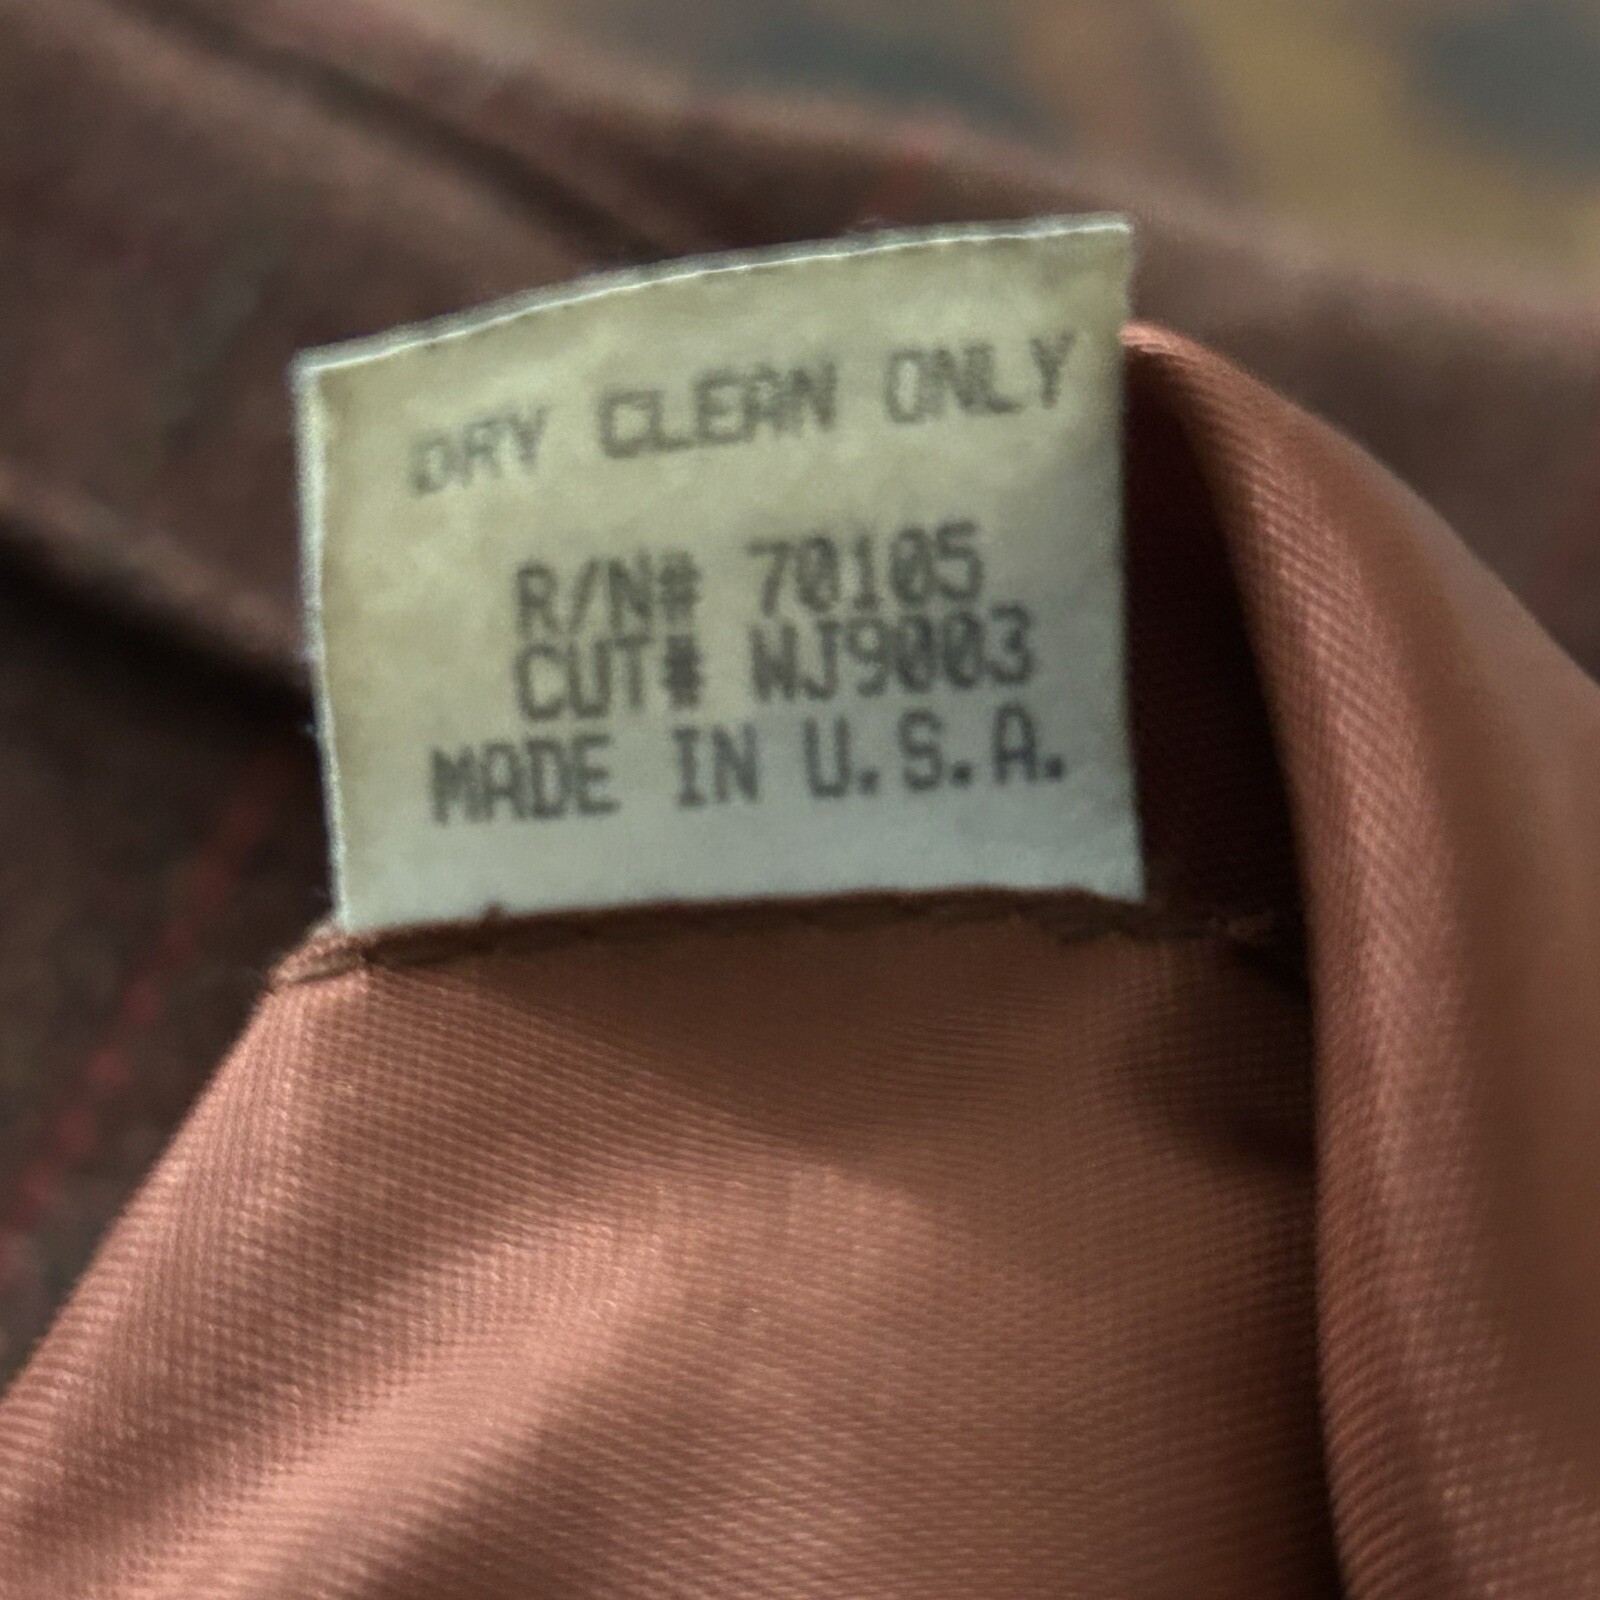 DRY CLEAN ONLY
R/N# 70105
CUT# WJ9003
MADE IN U.S.A.